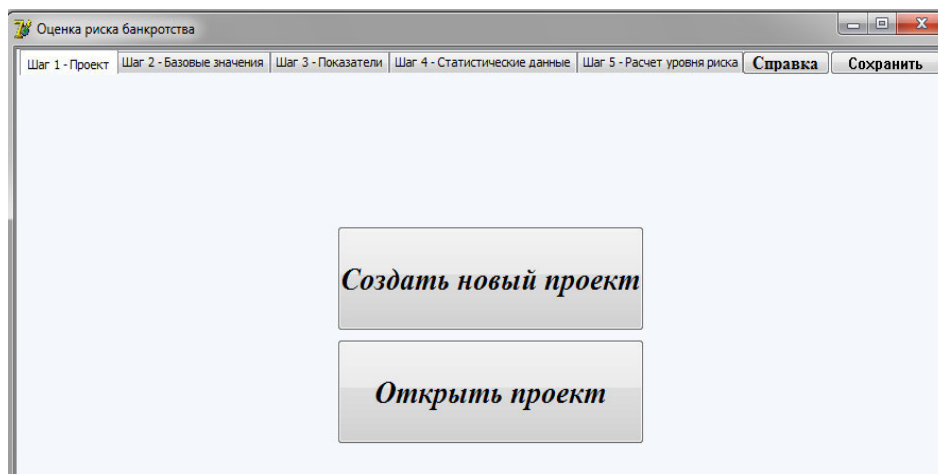 Оценка риска банкротства
Шаг 1 - Проект Шаг 2 - Базовые значения Шаг 3 - Показатели Шаг 4 - Статистические данные Шаг 5 - Расчет уровня риска Справка Сохранить
Создать новый проект
Открыть проект